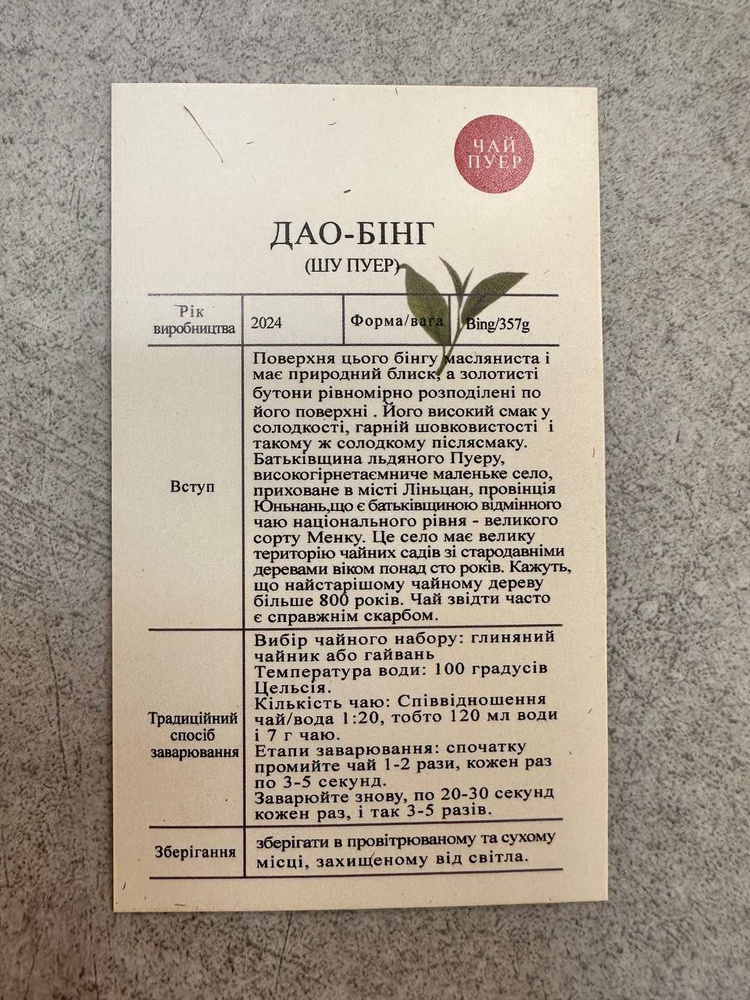 ЧАЙ
ПУЕР
ДАО-БІНГ
(ШУ ПУЕР)
Рік
виробництва
2024
Форма/вага
Bing/357g
Вступ
Поверхня цього бінгу масляниста і
має природний блиск, а золотисті
бутони рівномірно розподілені по
його поверхні . Його високий смак у
солодкості, гарній шовковистості і
такому ж солодкому післясмаку.
Батьківщина льдяного Пуеру,
високогірнетаємниче маленьке село,
приховане в місті Ліньцан, провінція
Юньнань,що є батьківщиною відмінного
чаю національного рівня - великого
сорту Менку. Це село має велику
територію чайних садів зі стародавніми
деревами віком понад сто років. Кажуть,
що найстарішому чайному дереву
більше 800 років. Чай звідти часто
є справжнім скарбом.
Традиційний
спосіб
заварювання
Вибір чайного набору: глиняний
чайник або гайвань
Температура води: 100 градусів
Цельсія.
Кількість чаю: Співвідношення
чай/вода 1:20, тобто 120 мл води
і 7 г чаю.
Етапи заварювання: спочатку
промийте чай 1-2 рази, кожен раз
по 3-5 секунд.
Заварюйте знову, по 20-30 секунд
кожен раз, і так 3-5 разів.
Зберігання
зберігати в провітрюваному та сухому
місці, захищеному від світла.